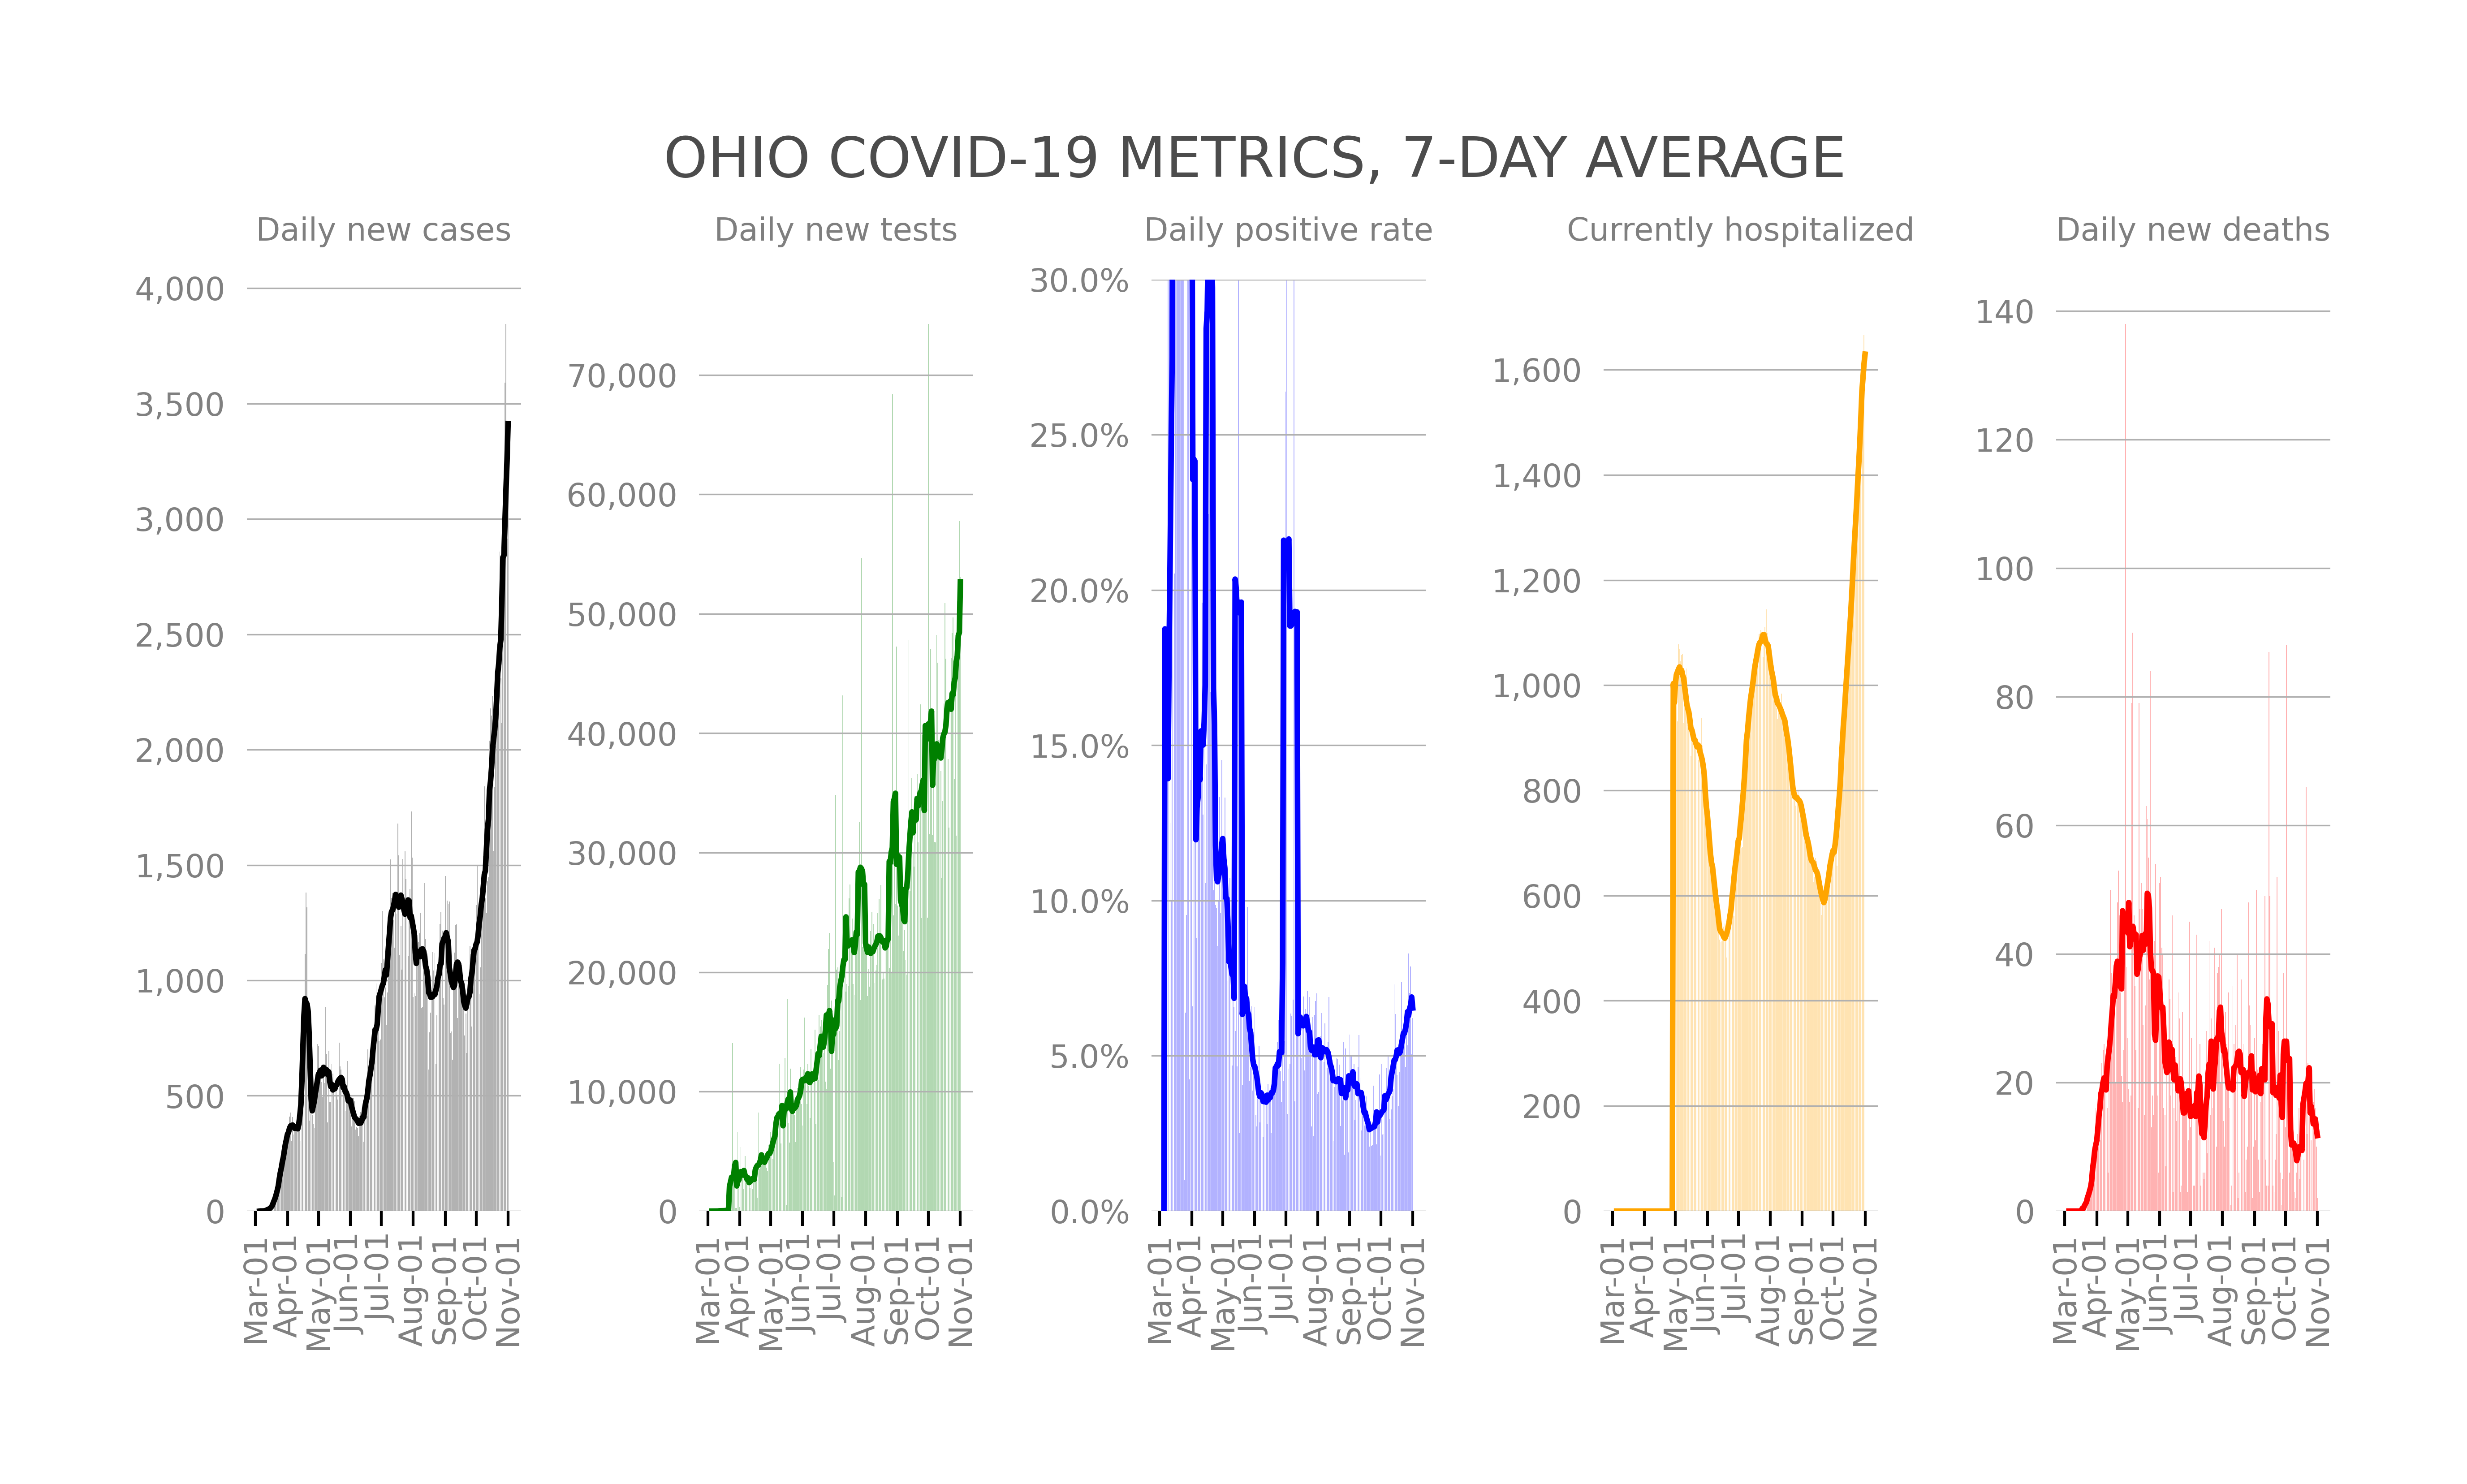 OHIO COVID-19 METRICS, 7-DAY AVERAGE
Daily new cases
4,000
3,500
3,000
2,500
2,000
1,500
1,000
500
0
Mar-01
Apr-01
May-01
Jun-01
Jul-01
Aug-01
Sep-01
Oct-01
Nov-01
Daily new tests
70,000
60,000
50,000
40,000
30,000
20,000
10,000
0
Mar-01
Apr-01
May-01
Jun-01
Jul-01
Aug-01
Sep-01
Oct-01
Nov-01
Daily positive rate
30.0%
25.0%
20.0%
15.0%
10.0%
5.0%
0.0%
Mar-01
Apr-01
May-01
Jun-01
Jul-01
Aug-01
Sep-01
Oct-01
Nov-01
Currently hospitalized
1,600
1,400
1,200
1,000
800
600
400
200
0
Mar-01
Apr-01
May-01
Jun-01
Jul-01
Aug-01
Sep-01
Oct-01
Nov-01
Daily new deaths
140
120
100
80
60
40
20
0
Mar-01
Apr-01
May-01
Jun-01
Jul-01
Aug-01
Sep-01
Oct-01
Nov-01